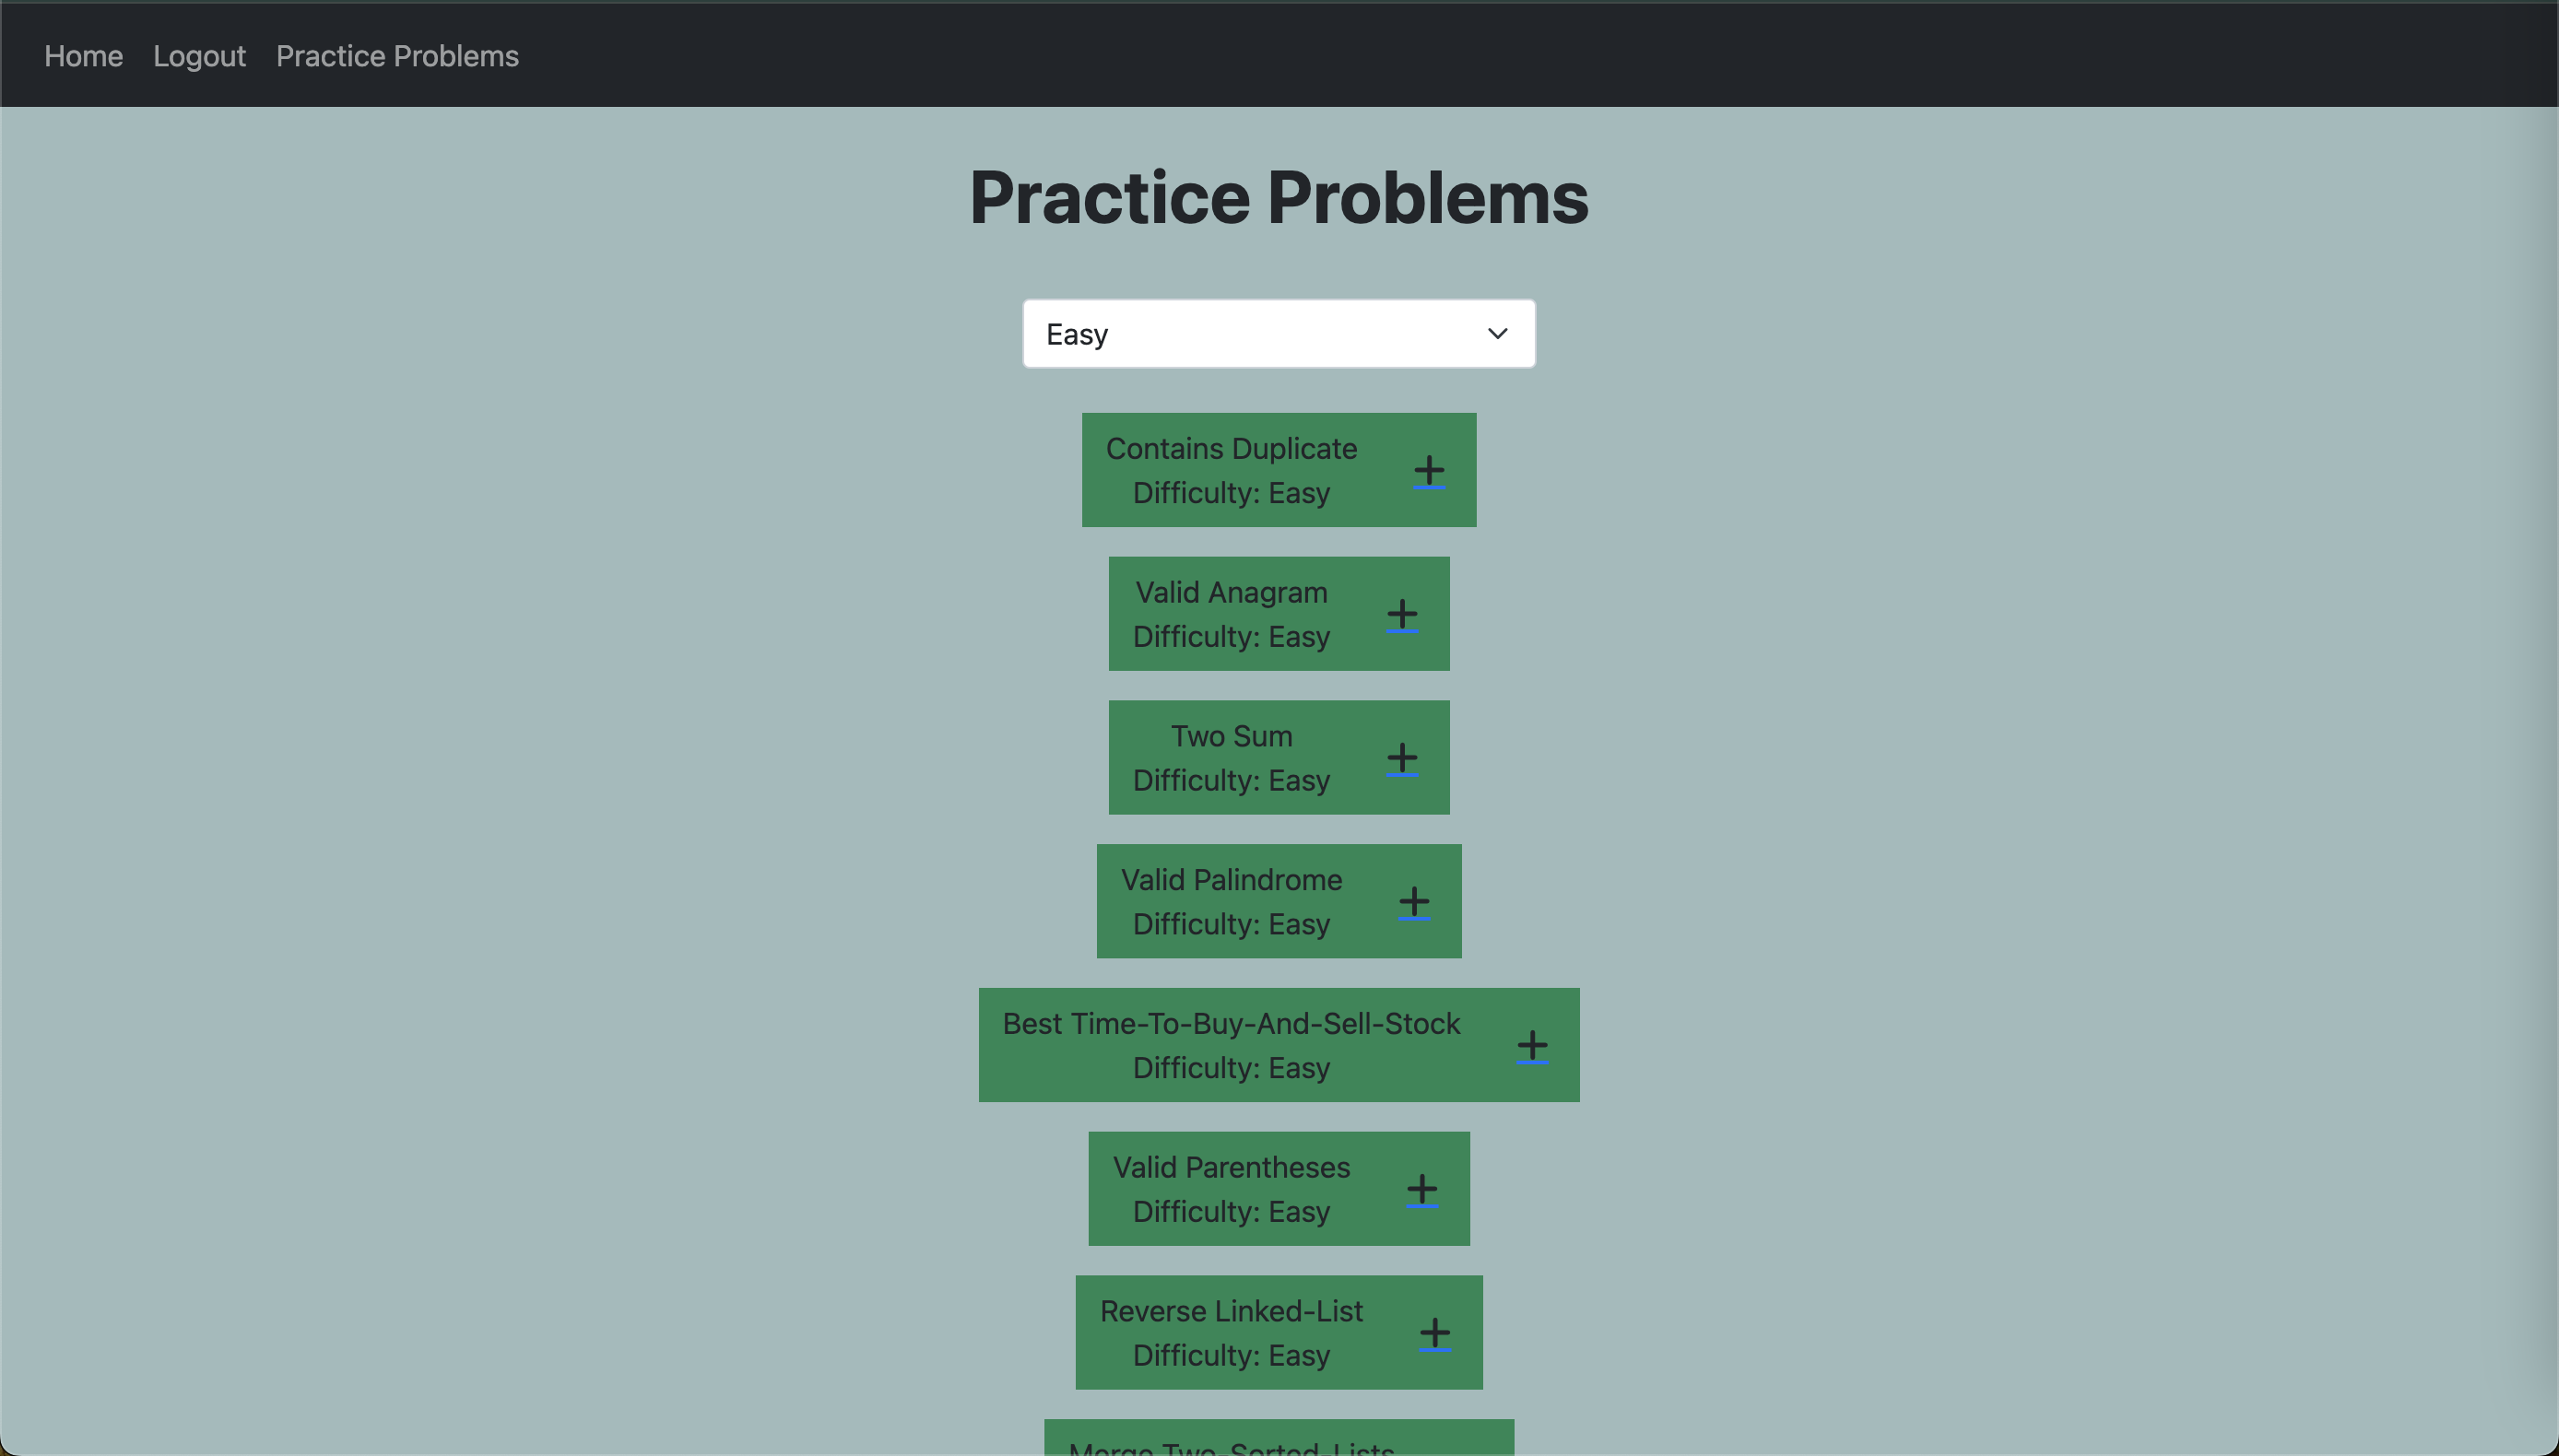 Home Logout Practice Problems
Practice Problems
Easy
Contains Duplicate
Difficulty: Easy
Valid Anagram
Difficulty: Easy
Two Sum
Difficulty: Easy
Valid Palindrome
Difficulty: Easy
Best Time-To-Buy-And-Sell-Stock
Difficulty: Easy
Valid Parentheses
Difficulty: Easy
Reverse Linked-List
Difficulty: Easy
Merge Two-Sorted-Lists